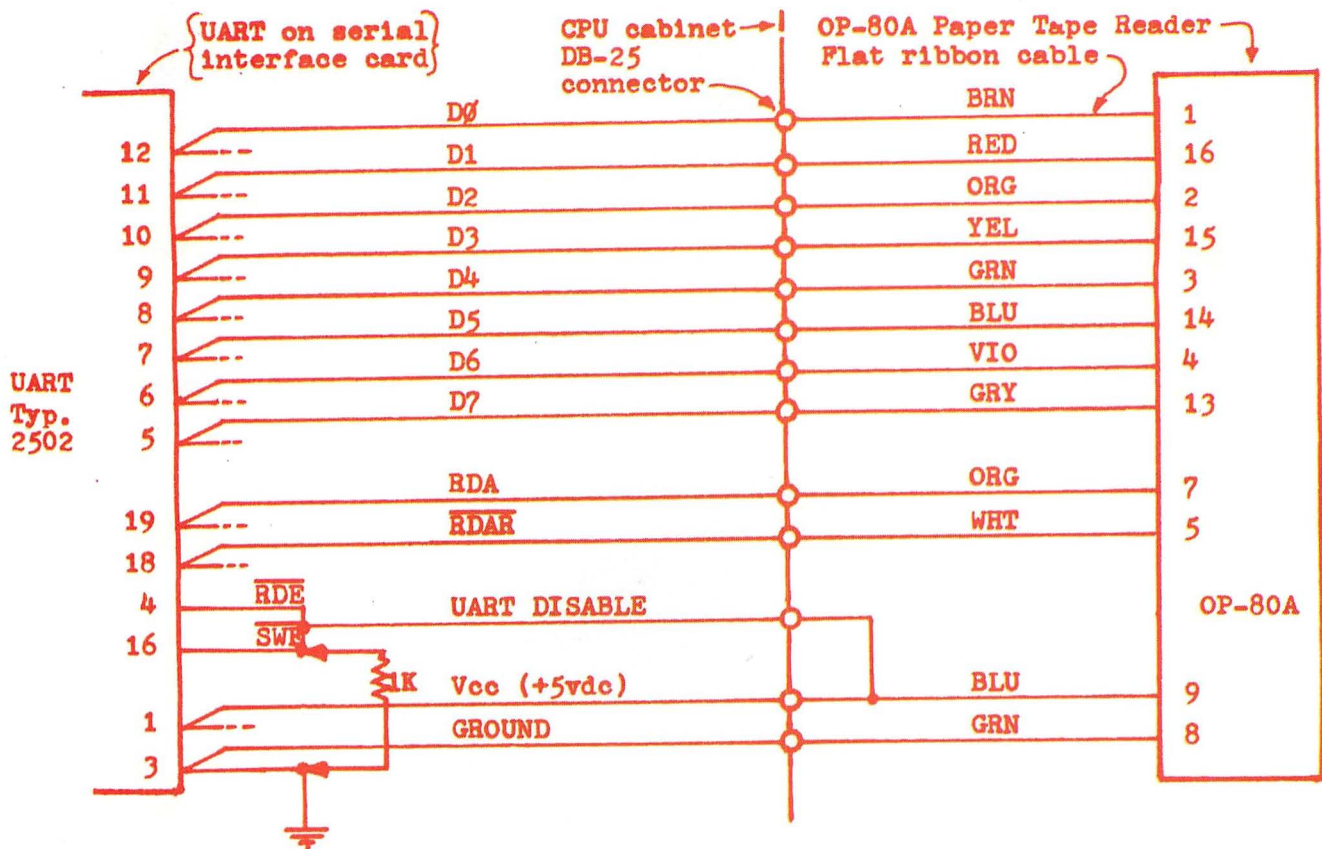 UART on serial
interface card
CPU cabinet
DB-25
connector
OP-80A Paper Tape Reader
Flat ribbon cable
12 DØ BRN 1
11 D1 RED 16
10 D2 ORG 2
9 D3 YEL 15
8 D4 GRN 3
7 D5 BLU 14
6 D6 VIO 4
5 D7 GRY 13
UART
Typ.
2502
19 RDA ORG 7
18 RDAR WHT 5
4 RDE UART DISABLE
OP-80A
16 SWE
1K
1 Vcc (+5vdc) BLU 9
3 GROUND GRN 8